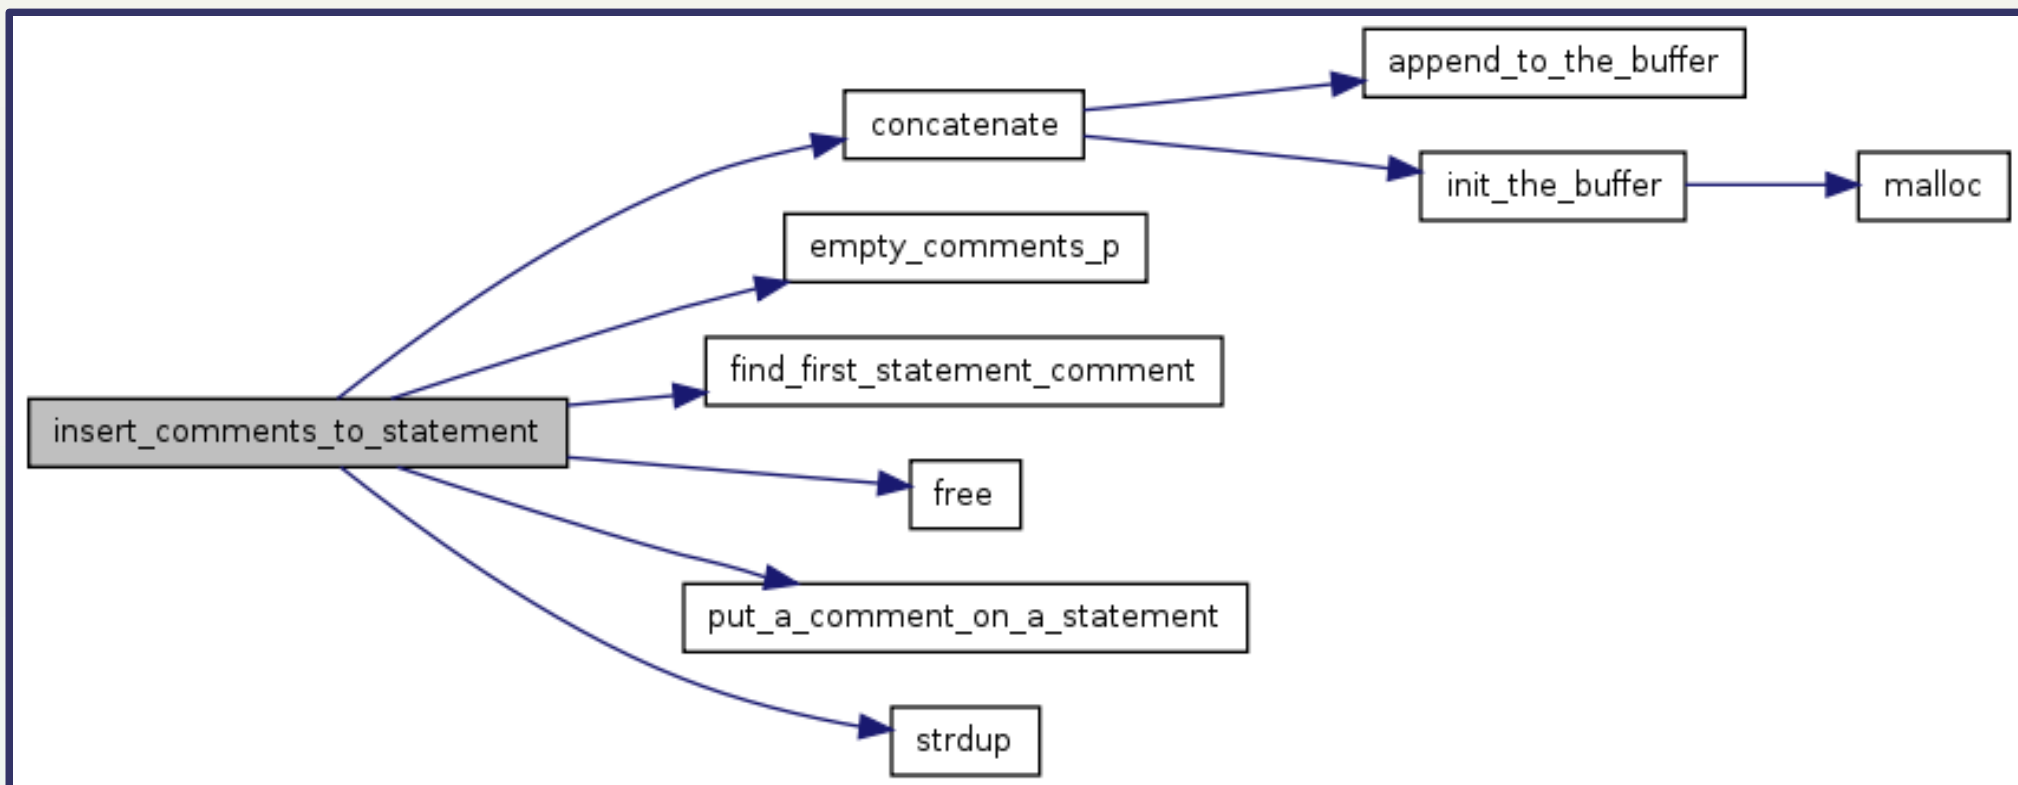 append_to_the_buffer
concatenate
init_the_buffer
malloc
empty_comments_p
find_first_statement_comment
insert_comments_to_statement
free
put_a_comment_on_a_statement
strdup